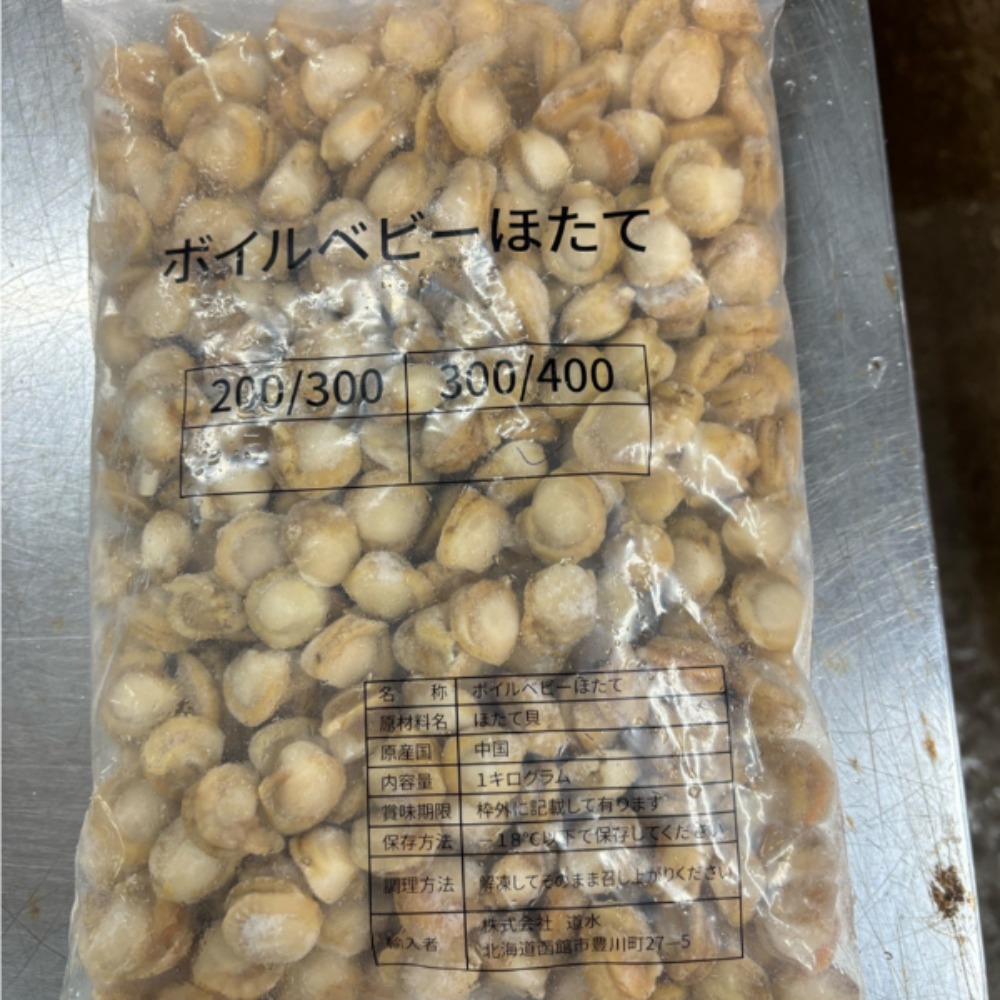 ボイルベビーほたて
200/300 300/400
名 称 ボイルベビーほたて
原材料名 ほたて貝
原産国 中国
内容量 1キログラム
賞味期限 枠外に記載して有ります
保存方法 −18℃以下で保存してください
調理方法 解凍してそのまま召し上がりください
輸入者 株式会社 道水
北海道函館市豊川町27−5